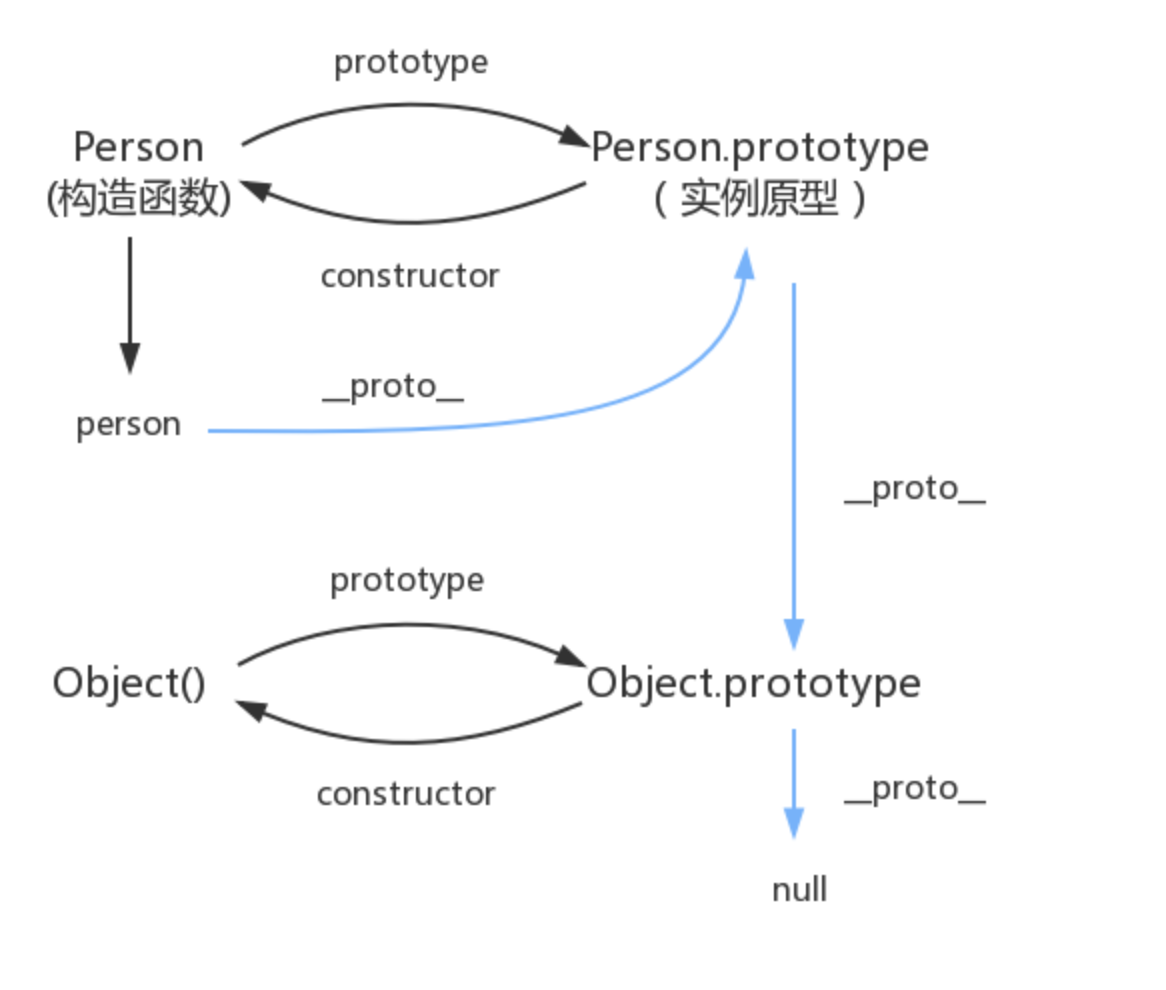 prototype
Person
Person.prototype
(构造函数)
（ 实例原型 ）
constructor
__proto__
person
__proto__
prototype
Object()
Object.prototype
constructor
__proto__
null